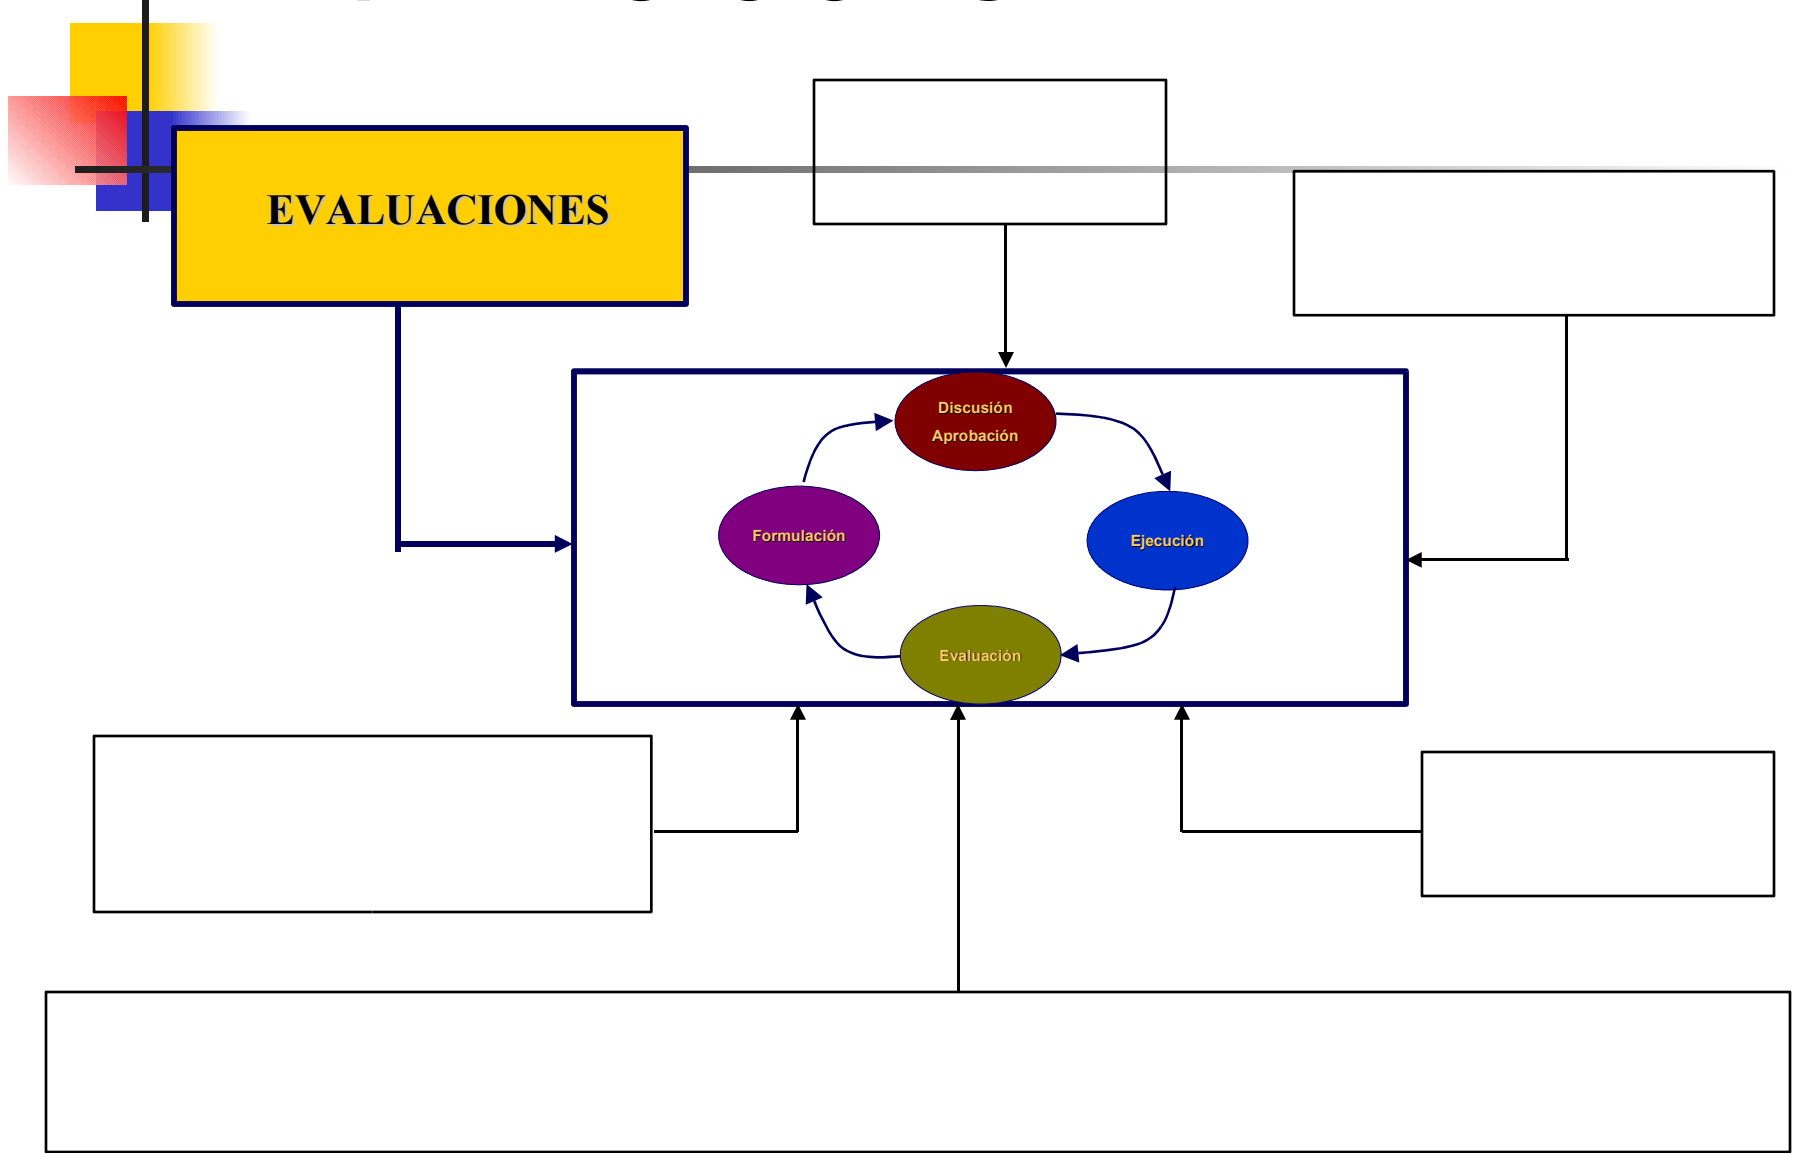 EVALUACIONES
Discusión
Aprobación
Formulación
Ejecución
Evaluación